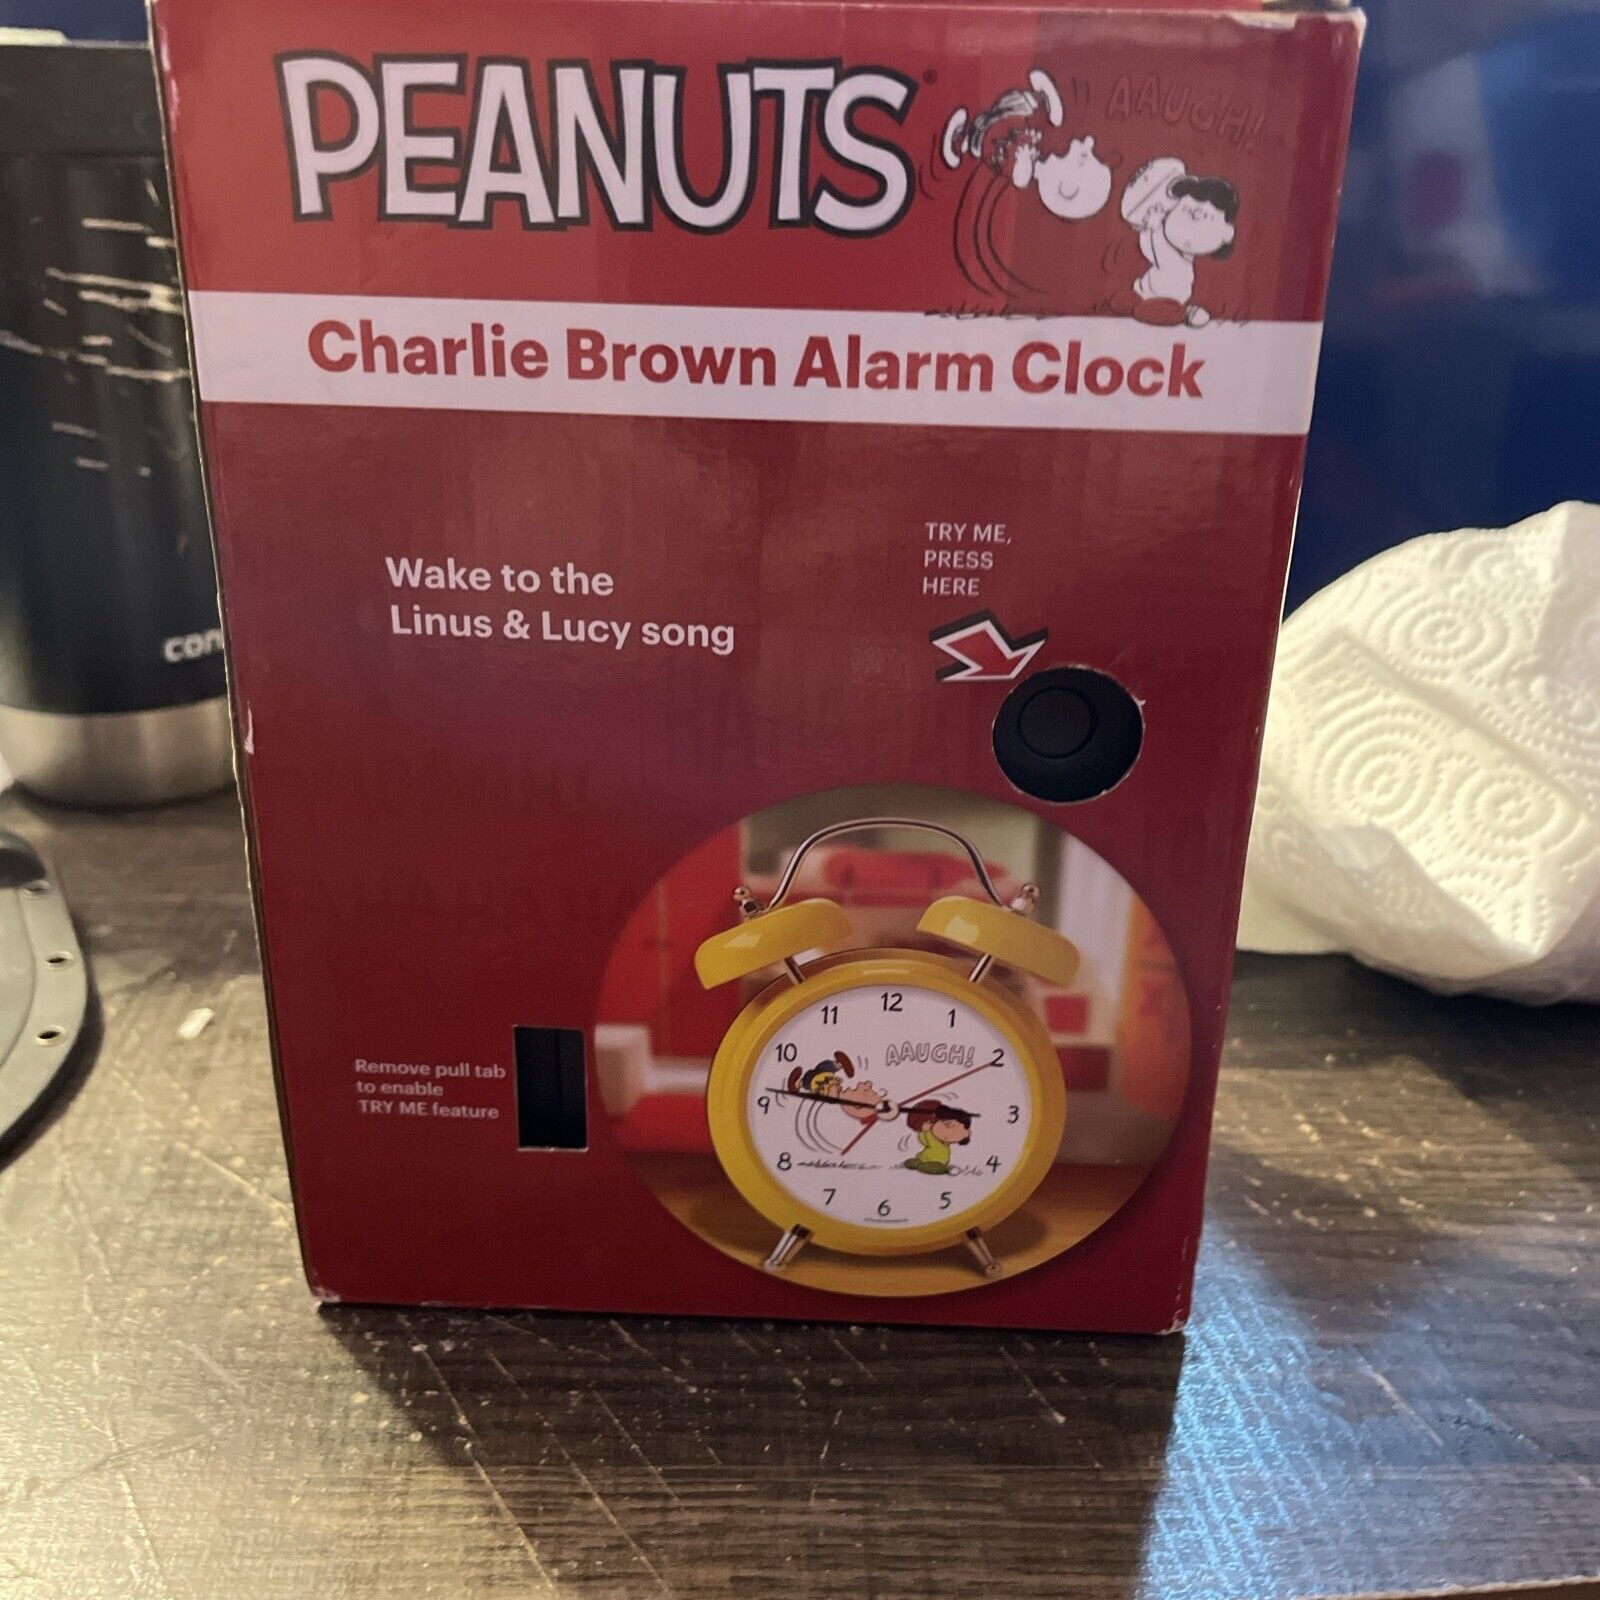 PEANUTS
AAUGH!
Charlie Brown Alarm Clock
Wake to the
Linus & Lucy song
TRY ME,
PRESS
HERE
con
Remove pull tab
to enable
TRY ME feature
12
11 1
10 AAUGH! 2
9 3
8 4
7 5
6